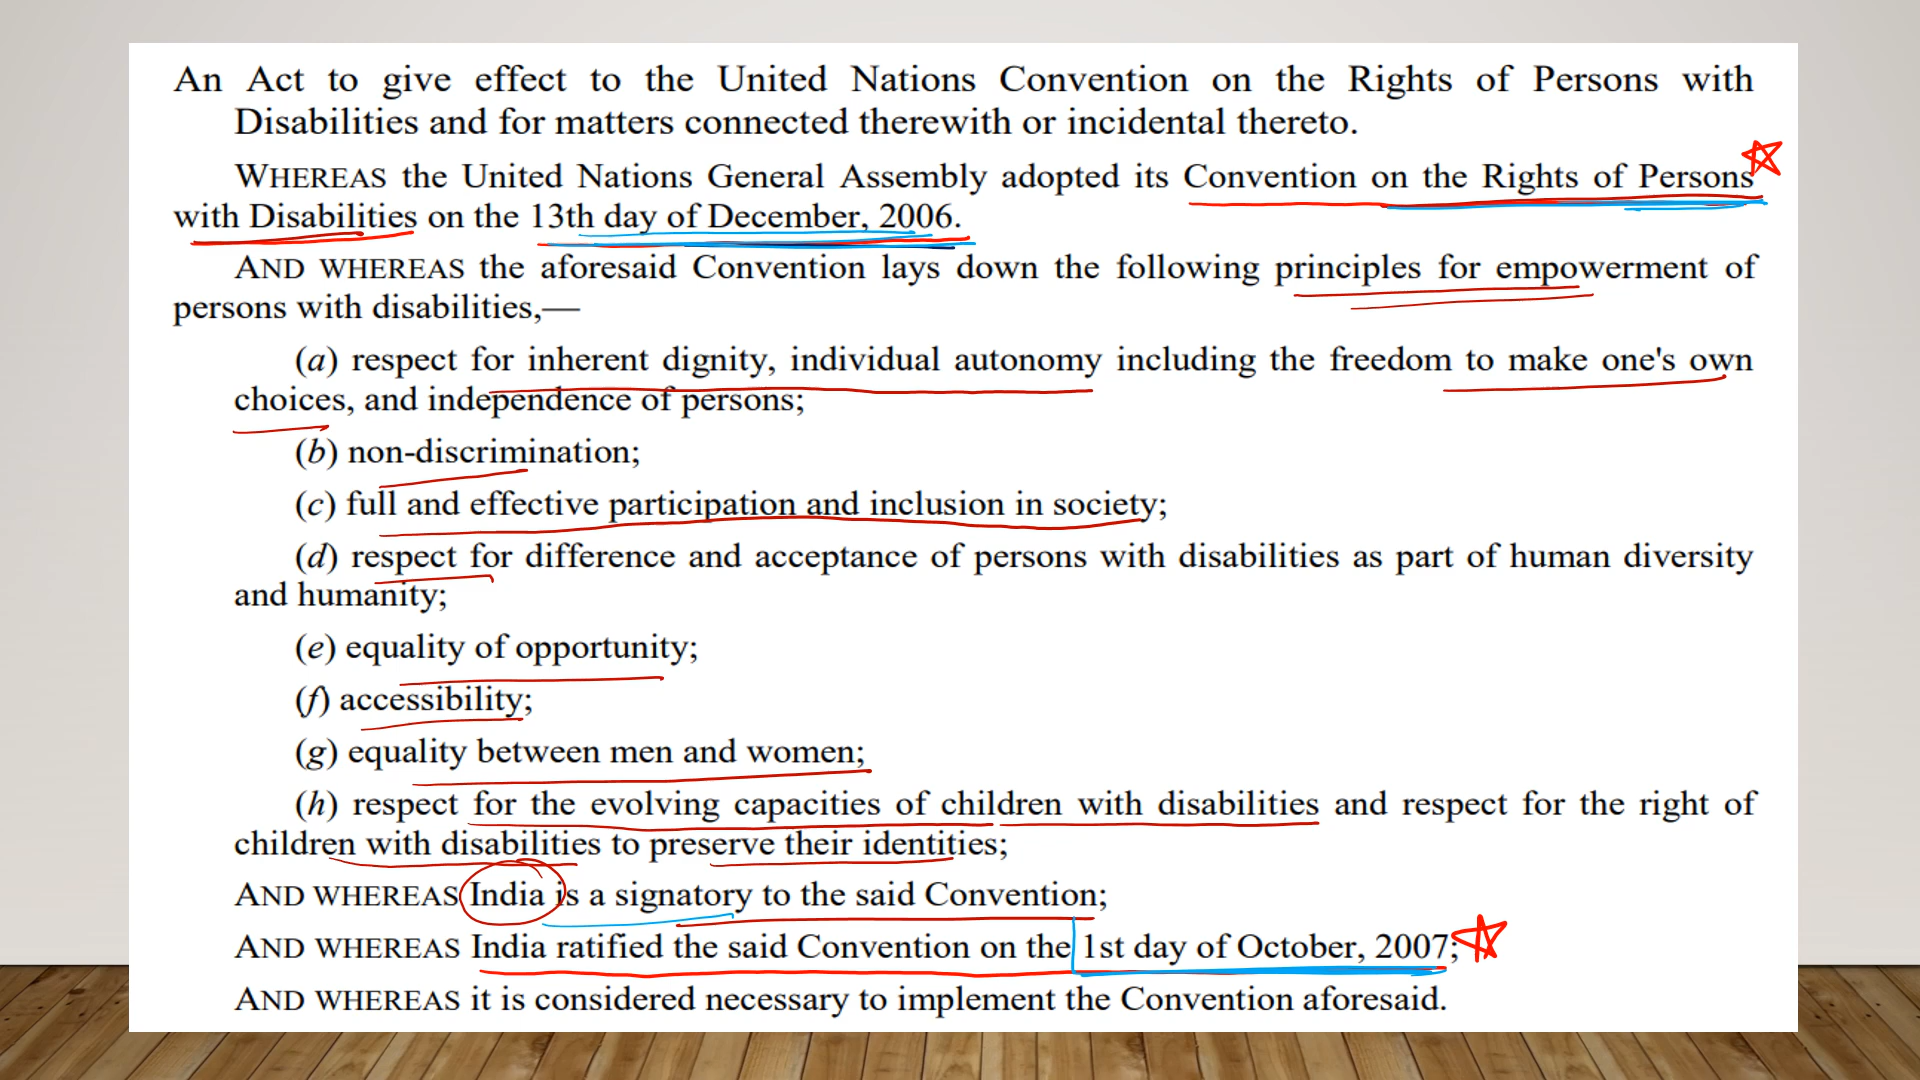 An Act to give effect to the United Nations Convention on the Rights of Persons with
Disabilities and for matters connected therewith or incidental thereto.
WHEREAS the United Nations General Assembly adopted its Convention on the Rights of Persons
with Disabilities on the 13th day of December, 2006.
AND WHEREAS the aforesaid Convention lays down the following principles for empowerment of
persons with disabilities,—
(a) respect for inherent dignity, individual autonomy including the freedom to make one's own
choices, and independence of persons;
(b) non-discrimination;
(c) full and effective participation and inclusion in society;
(d) respect for difference and acceptance of persons with disabilities as part of human diversity
and humanity;
(e) equality of opportunity;
(f) accessibility;
(g) equality between men and women;
(h) respect for the evolving capacities of children with disabilities and respect for the right of
children with disabilities to preserve their identities;
AND WHEREAS India is a signatory to the said Convention;
AND WHEREAS India ratified the said Convention on the 1st day of October, 2007;
AND WHEREAS it is considered necessary to implement the Convention aforesaid.